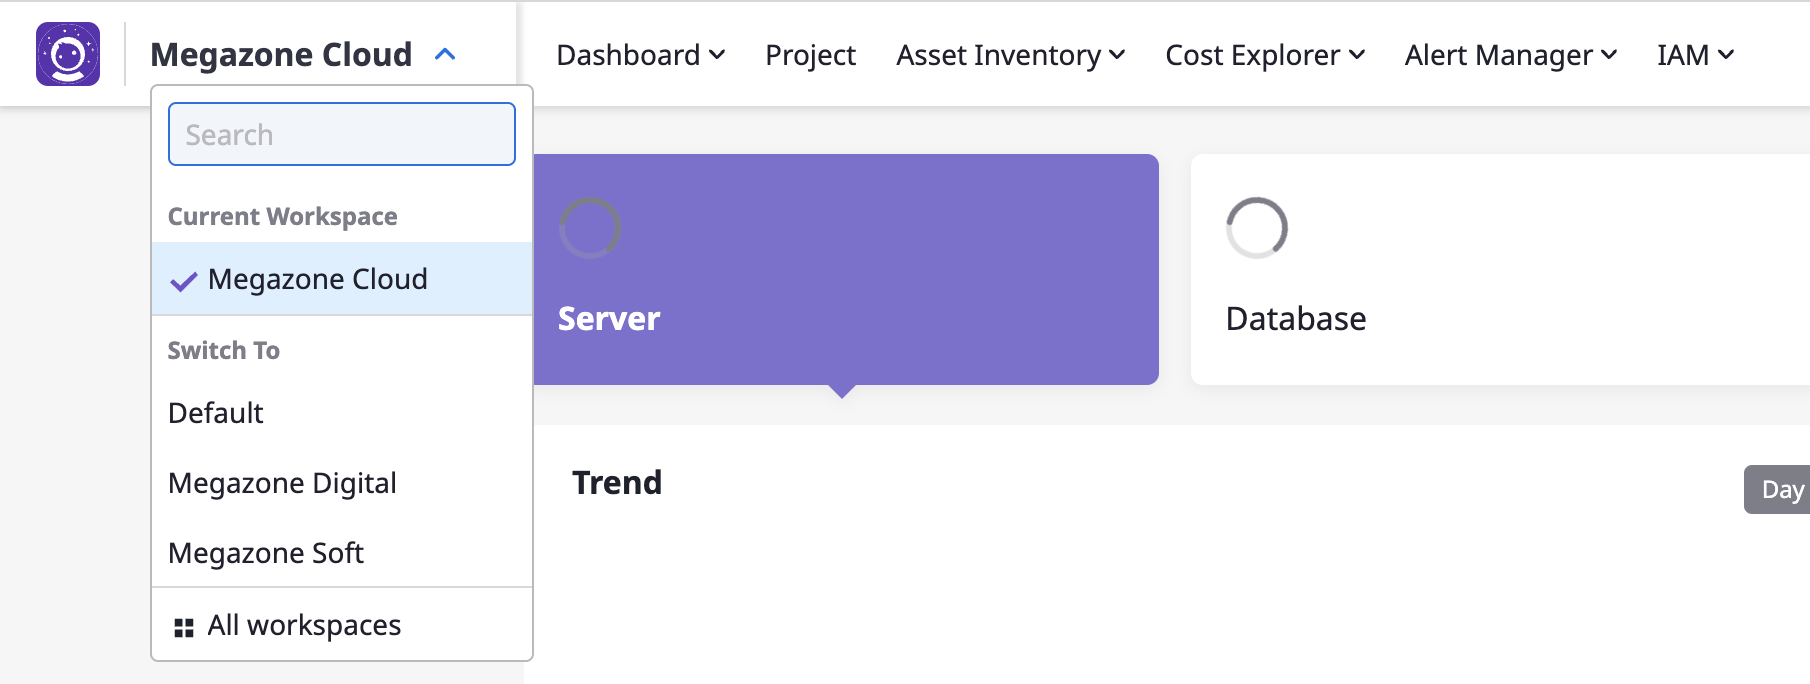 Megazone Cloud
Dashboard
Project
Asset Inventory
Cost Explorer
Alert Manager
IAM
Search
Current Workspace
Megazone Cloud
Switch To
Default
Megazone Digital
Megazone Soft
All workspaces
Server
Database
Trend
Day